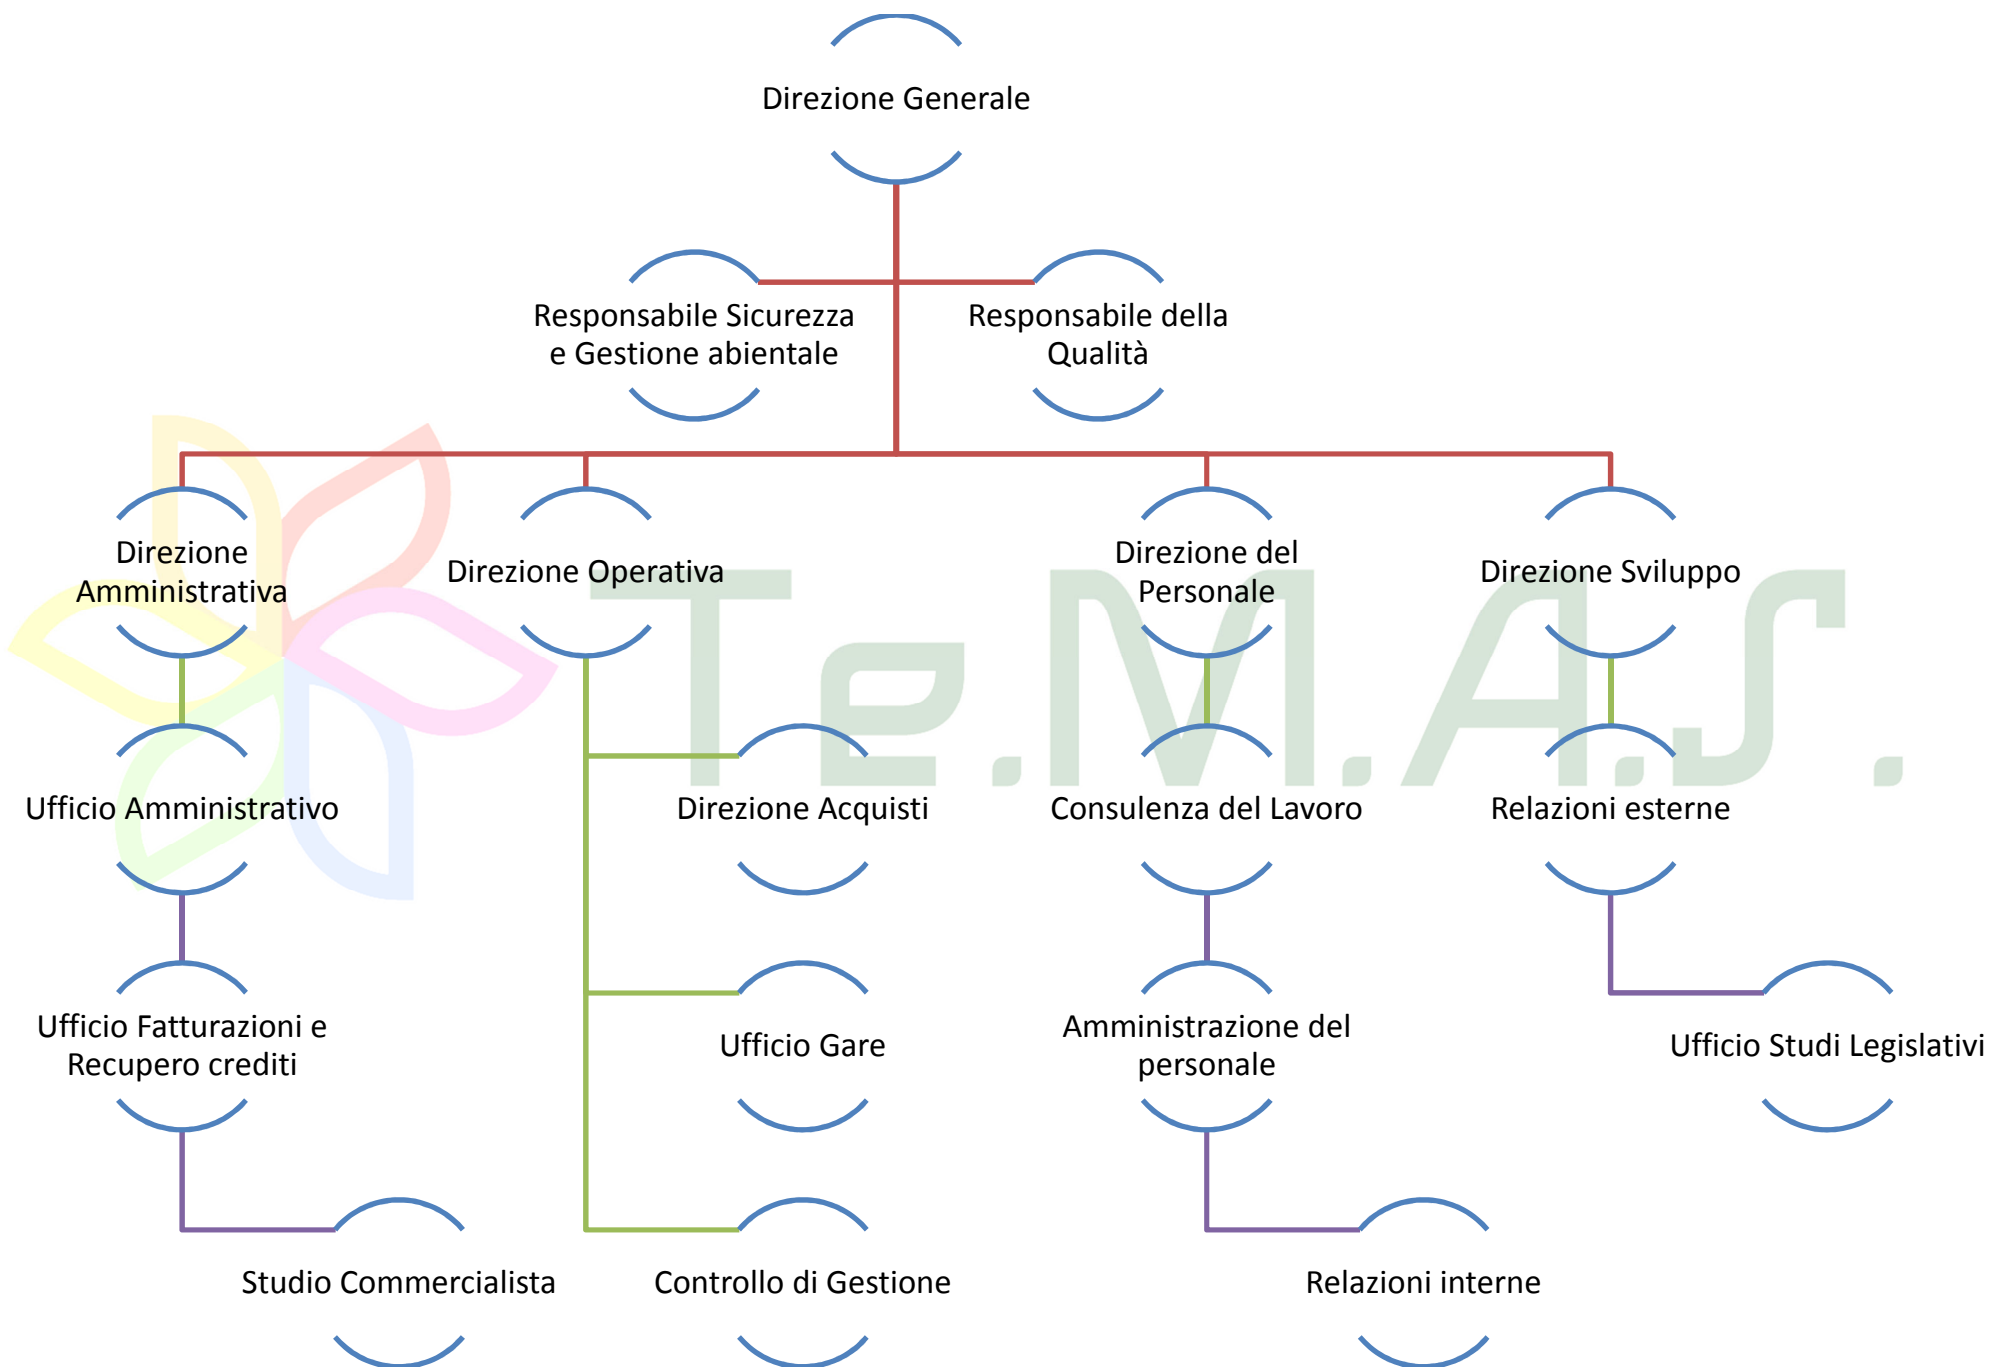 Direzione Generale
Responsabile Sicurezza
e Gestione abientale
Responsabile della
Qualità
Direzione
Amministrativa
Direzione Operativa
Direzione del
Personale
Direzione Sviluppo
Te.M.A.S.
Ufficio Amministrativo
Direzione Acquisti
Consulenza del Lavoro
Relazioni esterne
Ufficio Fatturazioni e
Recupero crediti
Ufficio Gare
Amministrazione del
personale
Ufficio Studi Legislativi
Studio Commercialista
Controllo di Gestione
Relazioni interne